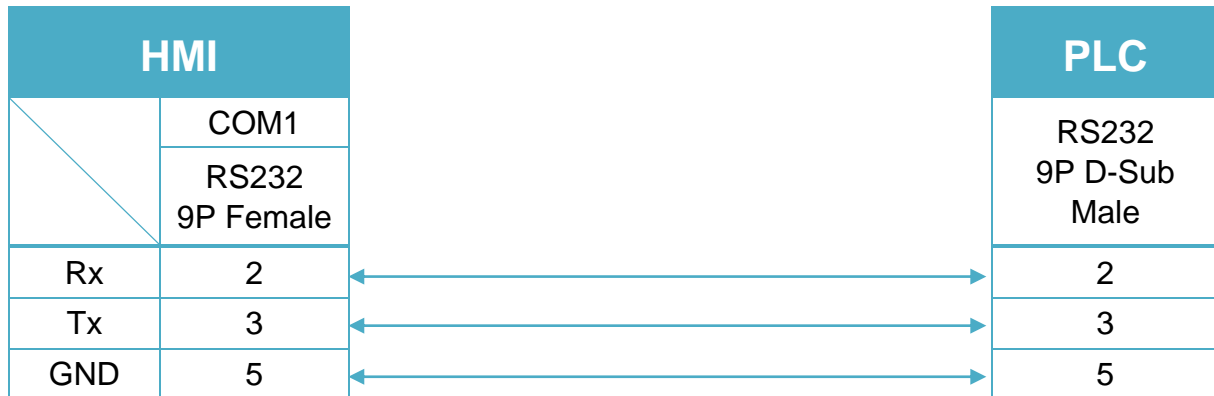 HMI
PLC
COM1
RS232
9P Female
RS232
9P D-Sub
Male
Rx 2 2
Tx 3 3
GND 5 5